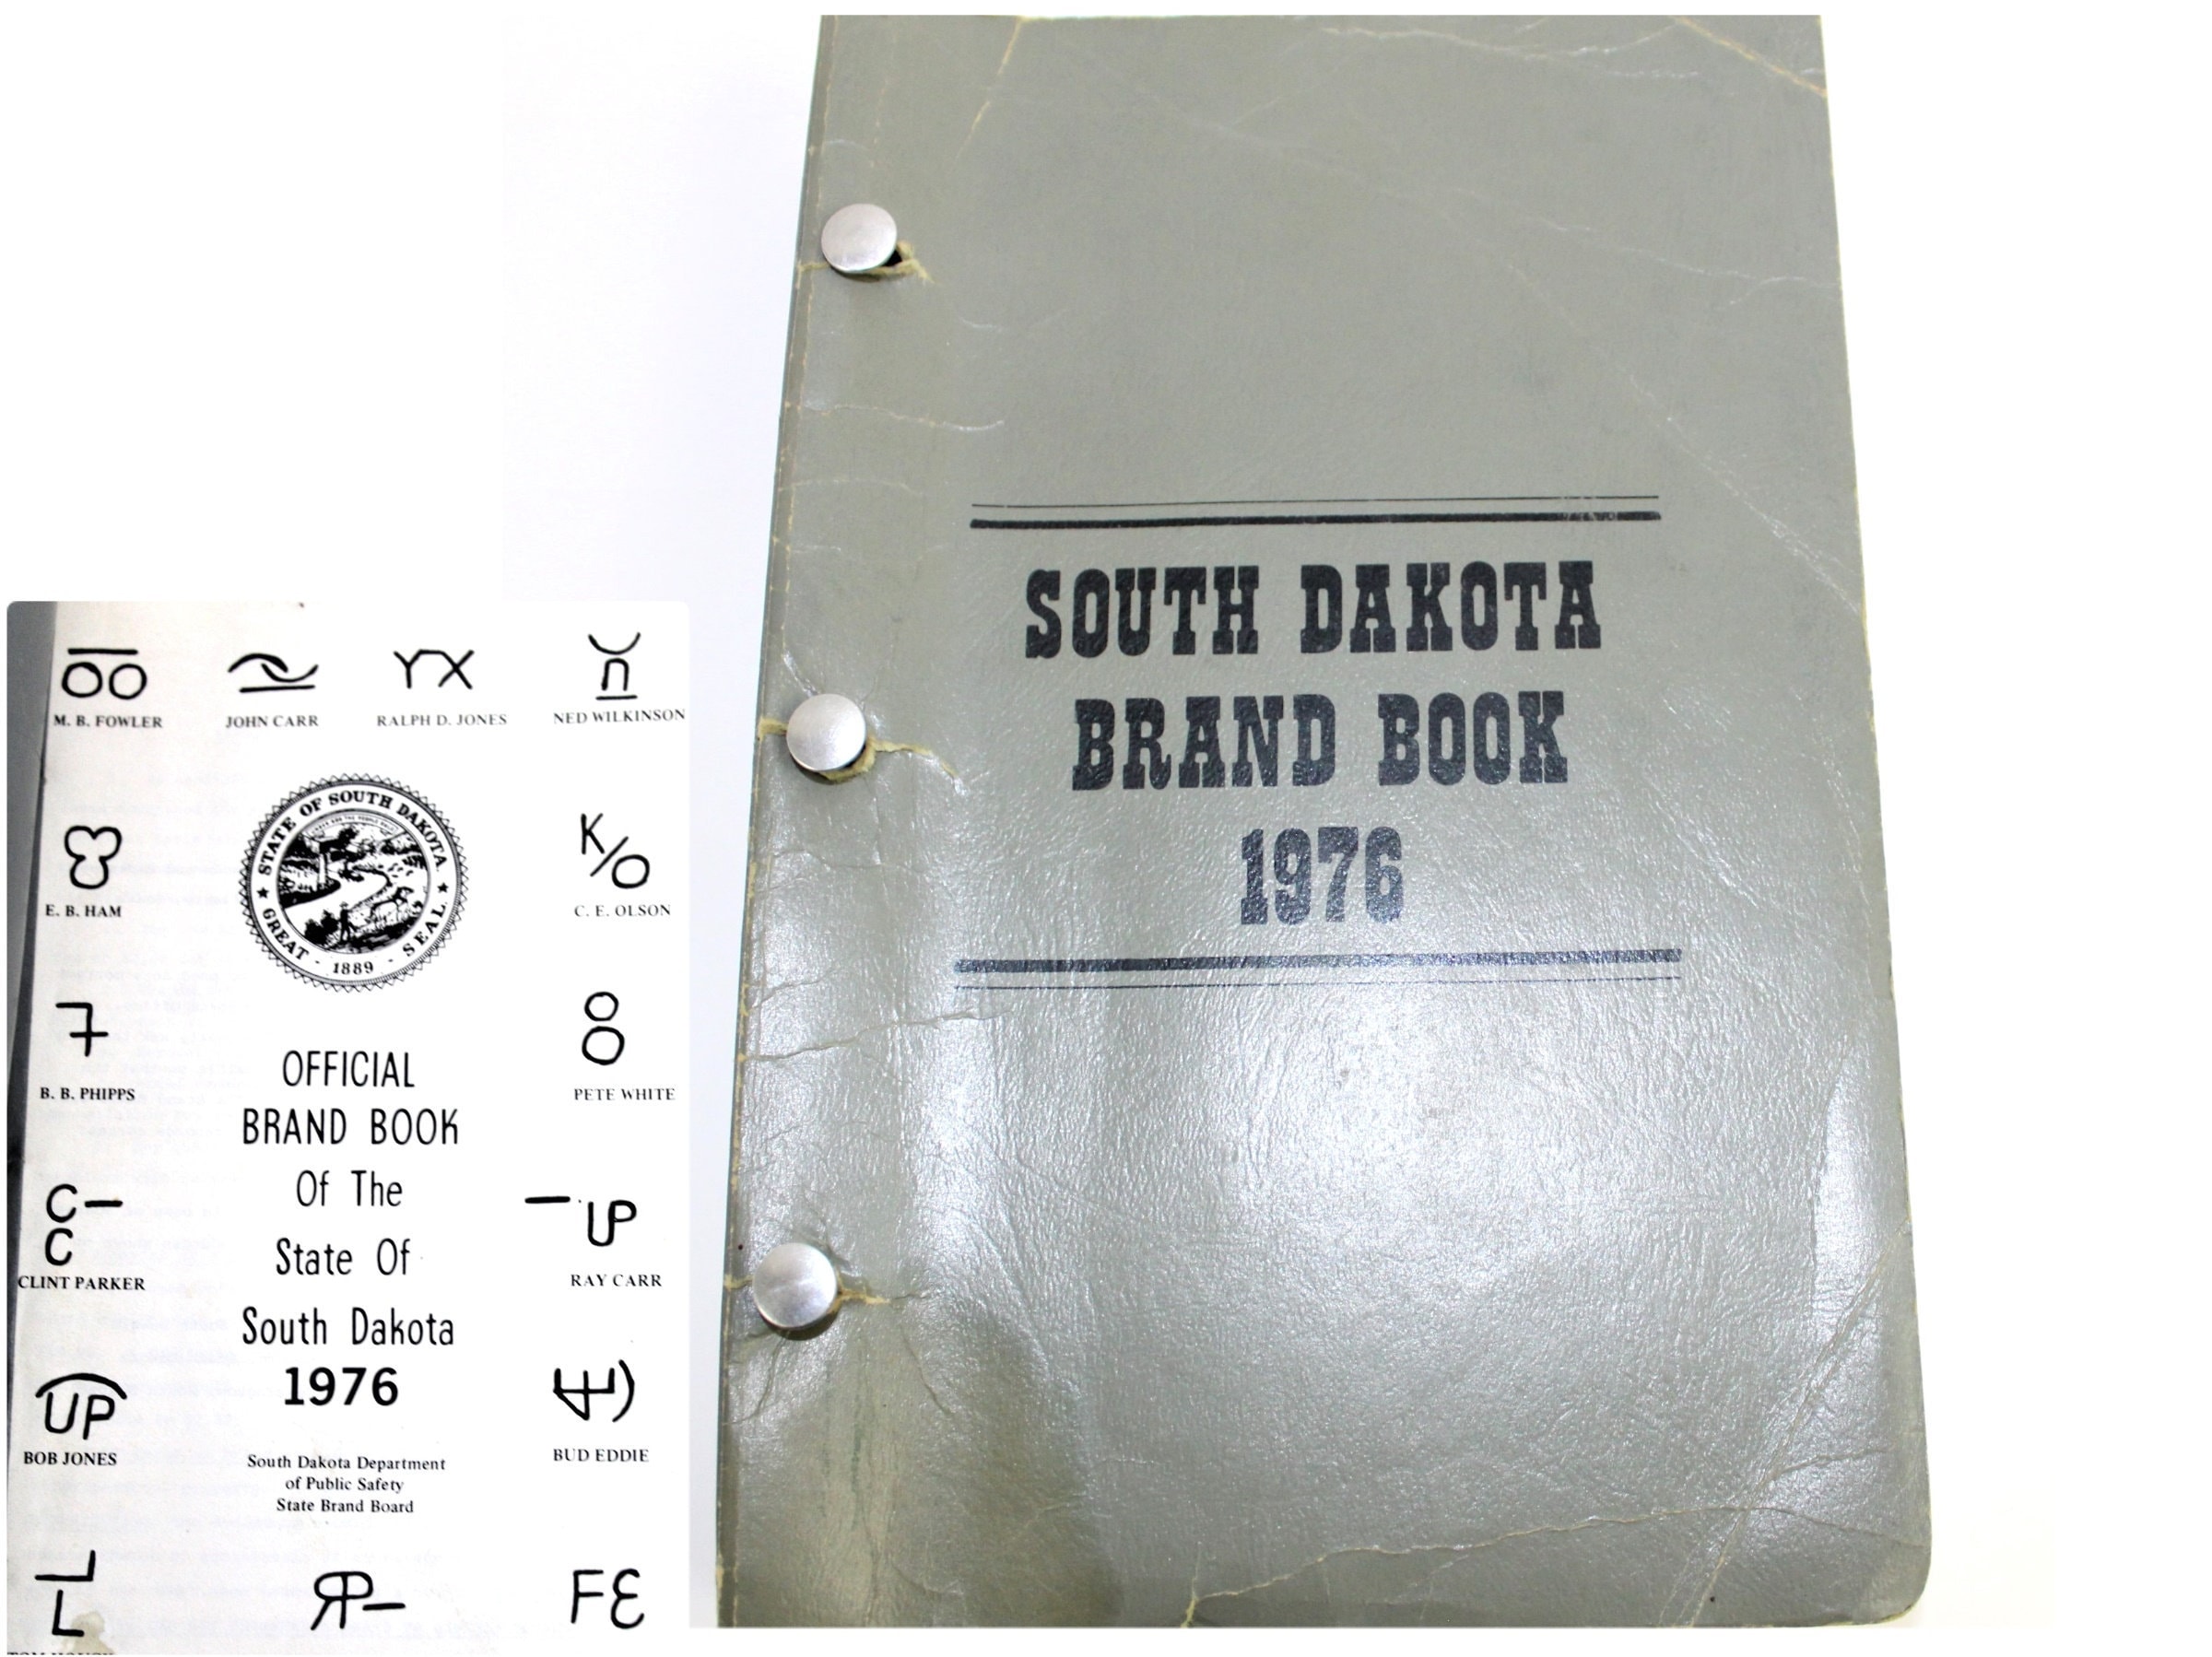 M. B. FOWLER
JOHN CARR
RALPH D. JONES
NED WILKINSON
STATE OF SOUTH DAKOTA
GREAT - 1889 - SEAL
E. B. HAM
K/O
C. E. OLSON
B. B. PHIPPS
PETE WHITE
OFFICIAL
BRAND BOOK
Of The
State Of
South Dakota
1976
C–
C
CLINT PARKER
– UP
RAY CARR
UP
BOB JONES
BUD EDDIE
South Dakota Department
of Public Safety
State Brand Board
SOUTH DAKOTA
BRAND BOOK
1976